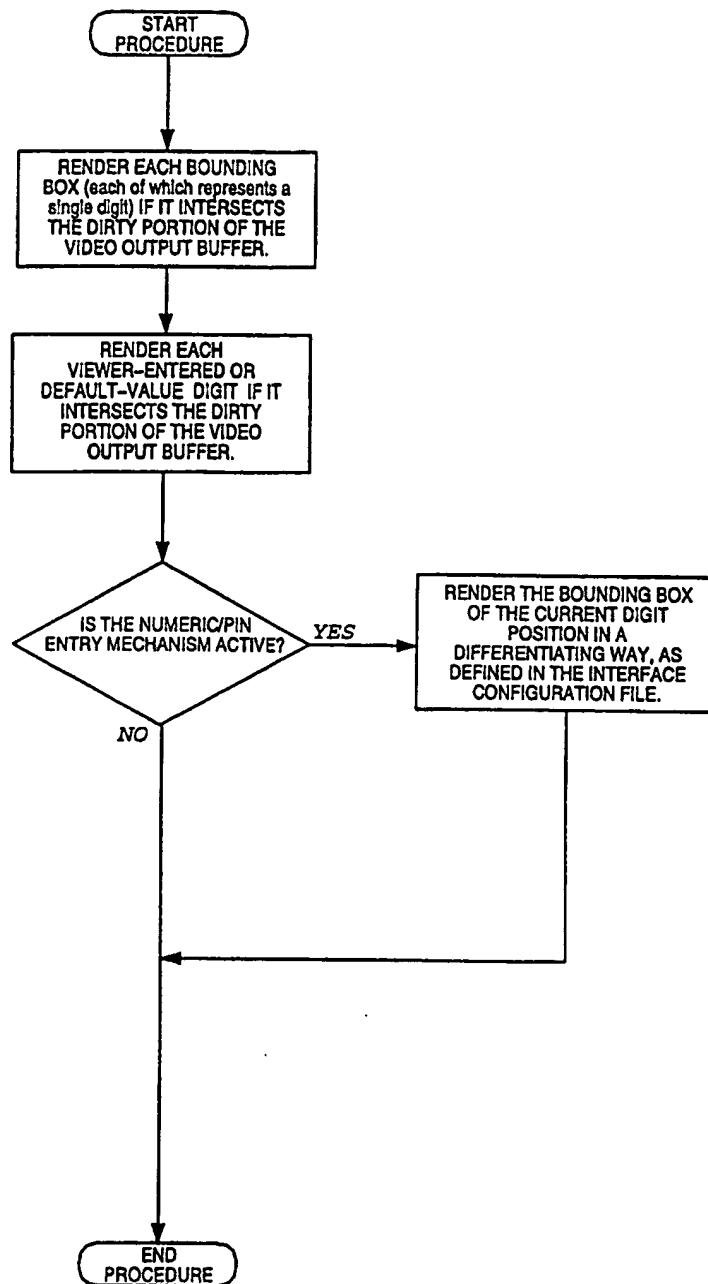 START
PROCEDURE
RENDER EACH BOUNDING
BOX (each of which represents a
single digit) IF IT INTERSECTS
THE DIRTY PORTION OF THE
VIDEO OUTPUT BUFFER.
RENDER EACH
VIEWER-ENTERED OR
DEFAULT-VALUE DIGIT IF IT
INTERSECTS THE DIRTY
PORTION OF THE VIDEO
OUTPUT BUFFER.
IS THE NUMERIC/PIN
ENTRY MECHANISM ACTIVE?
YES
RENDER THE BOUNDING BOX
OF THE CURRENT DIGIT
POSITION IN A
DIFFERENTIATING WAY, AS
DEFINED IN THE INTERFACE
CONFIGURATION FILE.
NO
END
PROCEDURE